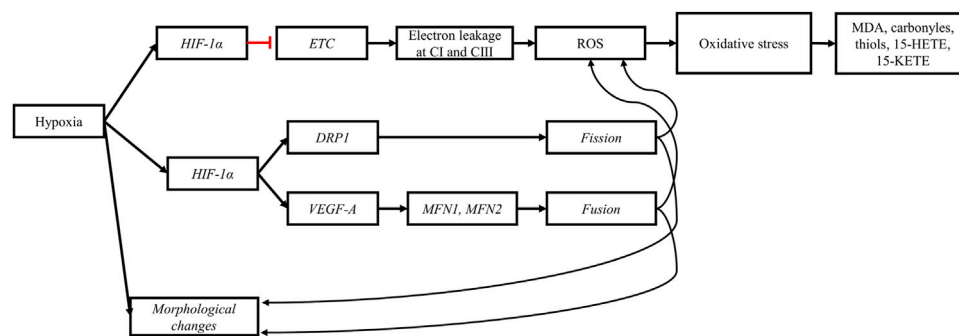 HIF-1α
ETC
Electron leakage
at CI and CIII
ROS
Oxidative stress
MDA, carbonyles,
thiols, 15-HETE,
15-KETE
Hypoxia
DRP1
Fission
HIF-1α
VEGF-A
MFN1, MFN2
Fusion
Morphological
changes